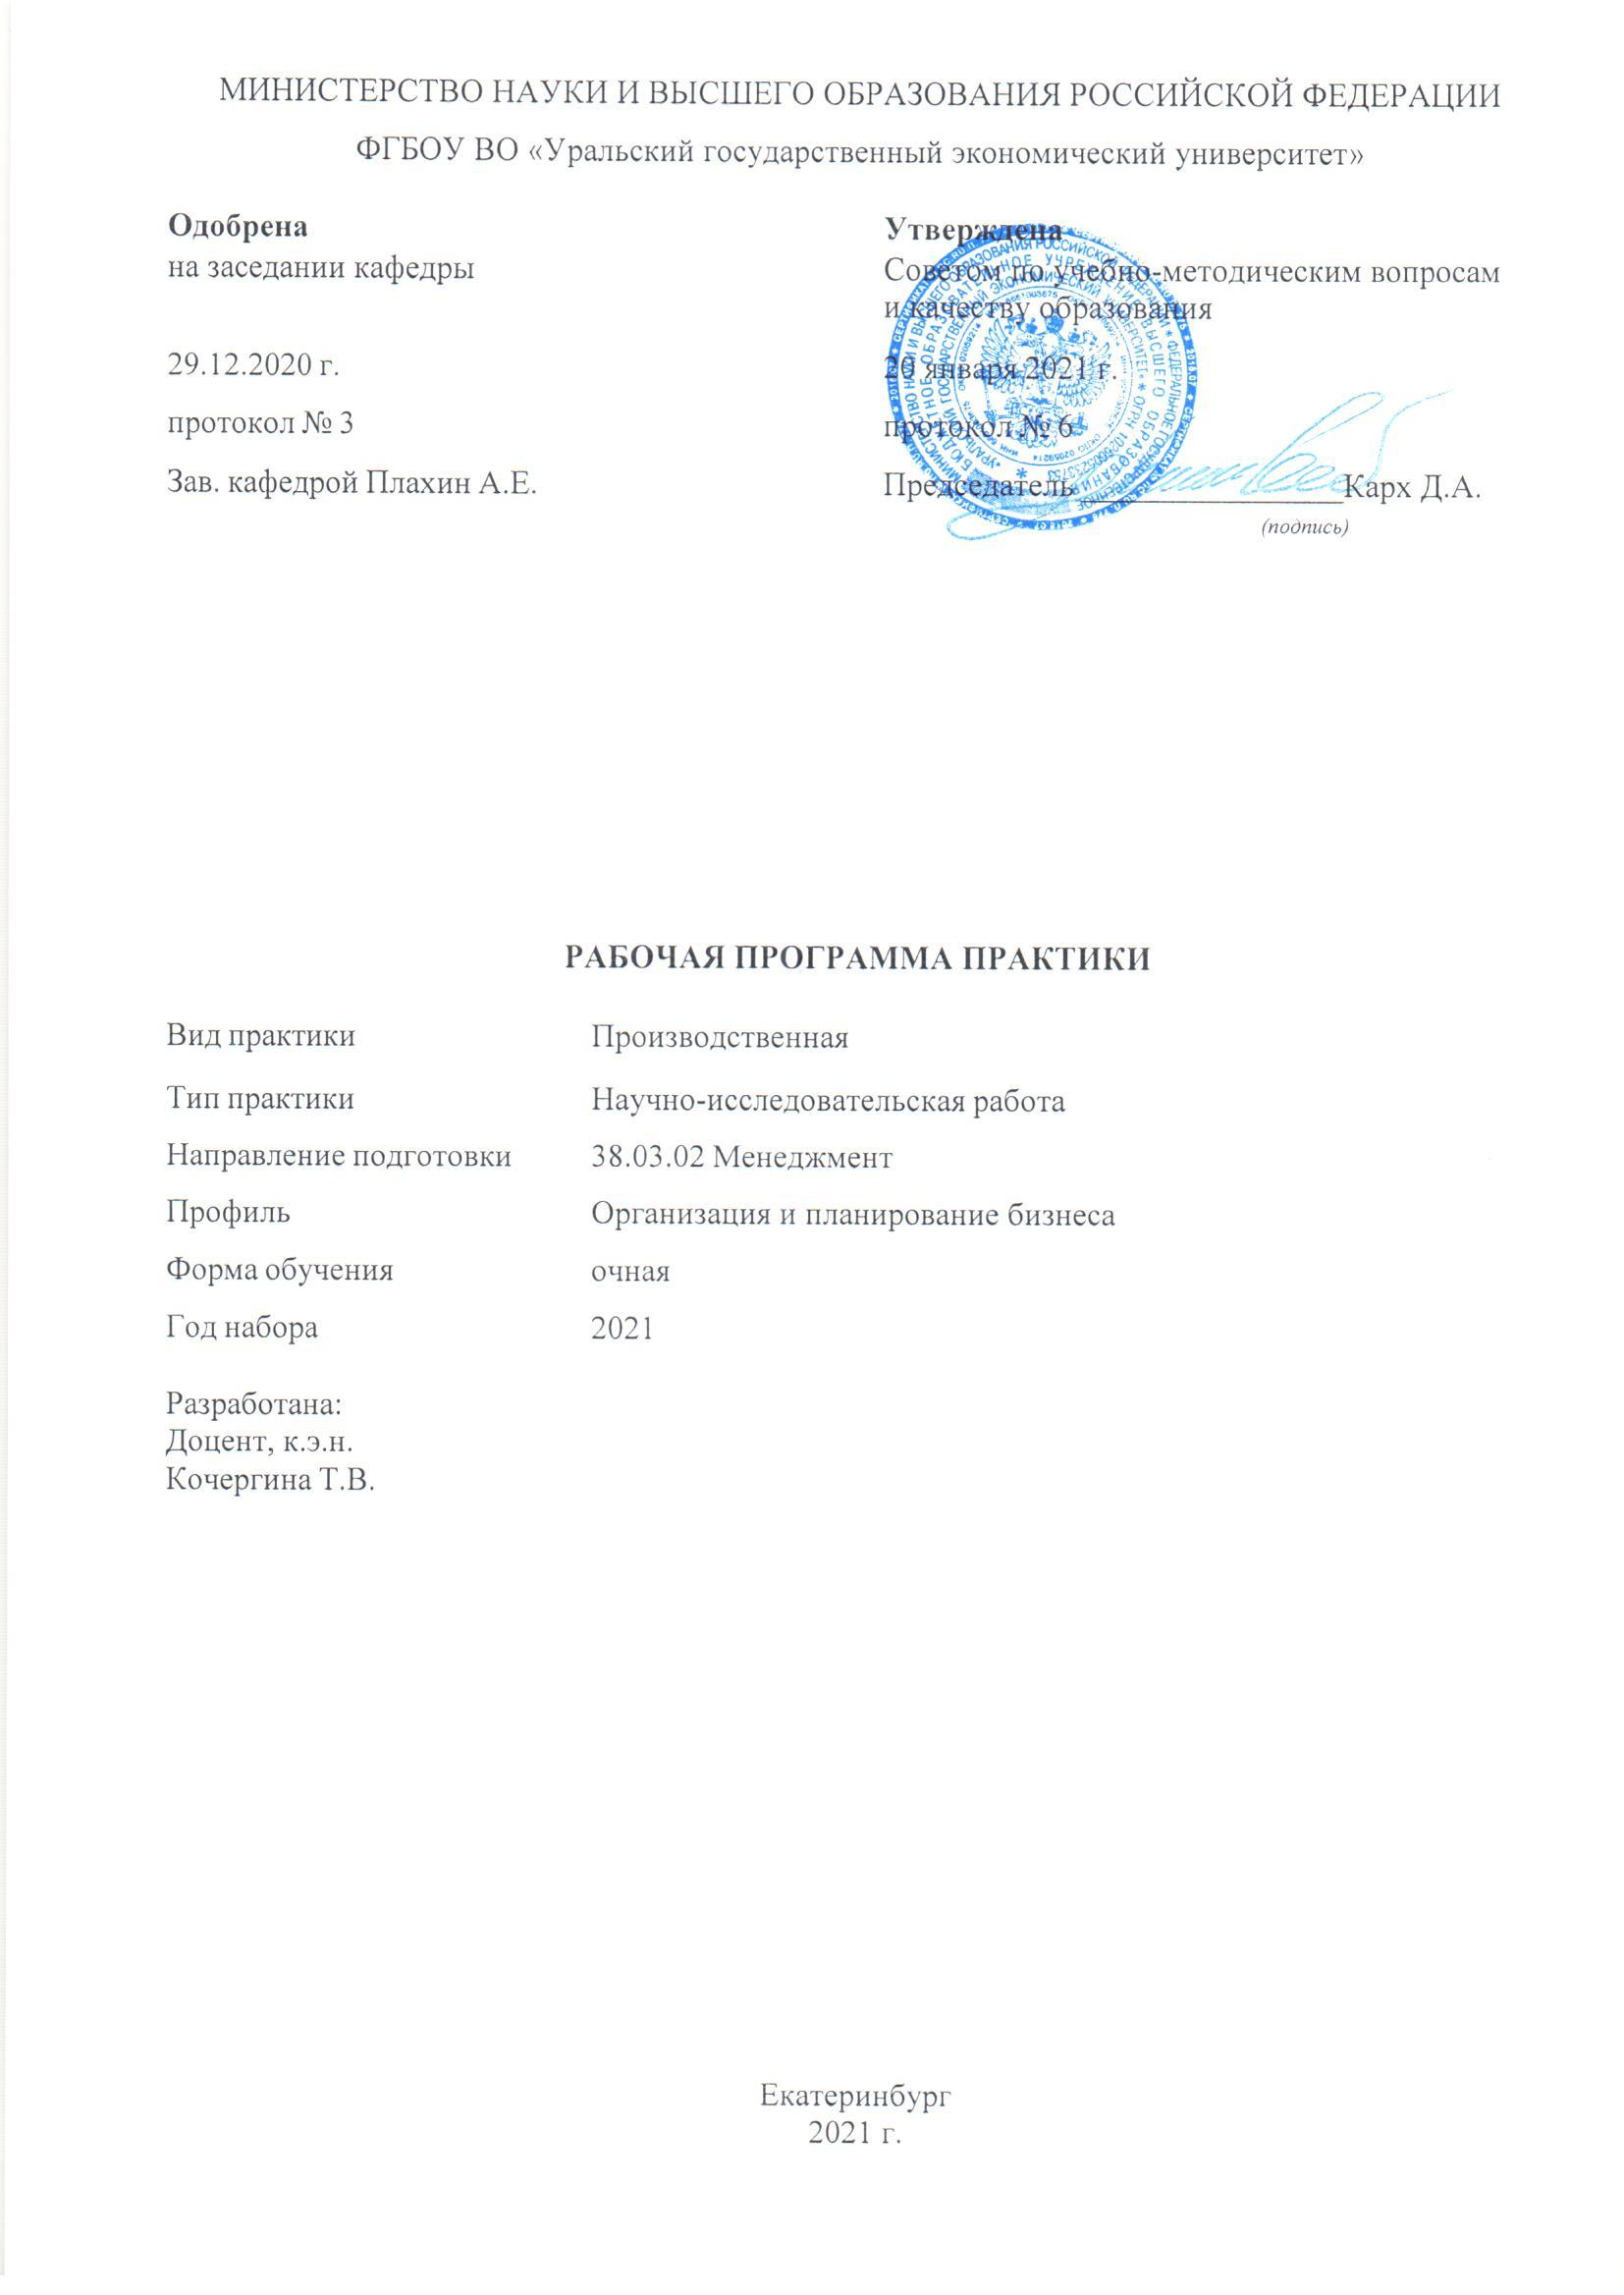 МИНИСТЕРСТВО НАУКИ И ВЫСШЕГО ОБРАЗОВАНИЯ РОССИЙСКОЙ ФЕДЕРАЦИИ
ФГБОУ ВО «Уральский государственный экономический университет»
Одобрена
на заседании кафедры
29.12.2020 г.
протокол № 3
Зав. кафедрой Плахин А.Е.
Утверждена
Советом по учебно-методическим вопросам
и качеству образования
20 января 2021 г.
протокол № 6
Председатель Карх Д.А.
(подпись)
РАБОЧАЯ ПРОГРАММА ПРАКТИКИ
Вид практики Производственная
Тип практики Научно-исследовательская работа
Направление подготовки 38.03.02 Менеджмент
Профиль Организация и планирование бизнеса
Форма обучения очная
Год набора 2021
Разработана:
Доцент, к.э.н.
Кочергина Т.В.
Екатеринбург
2021 г.